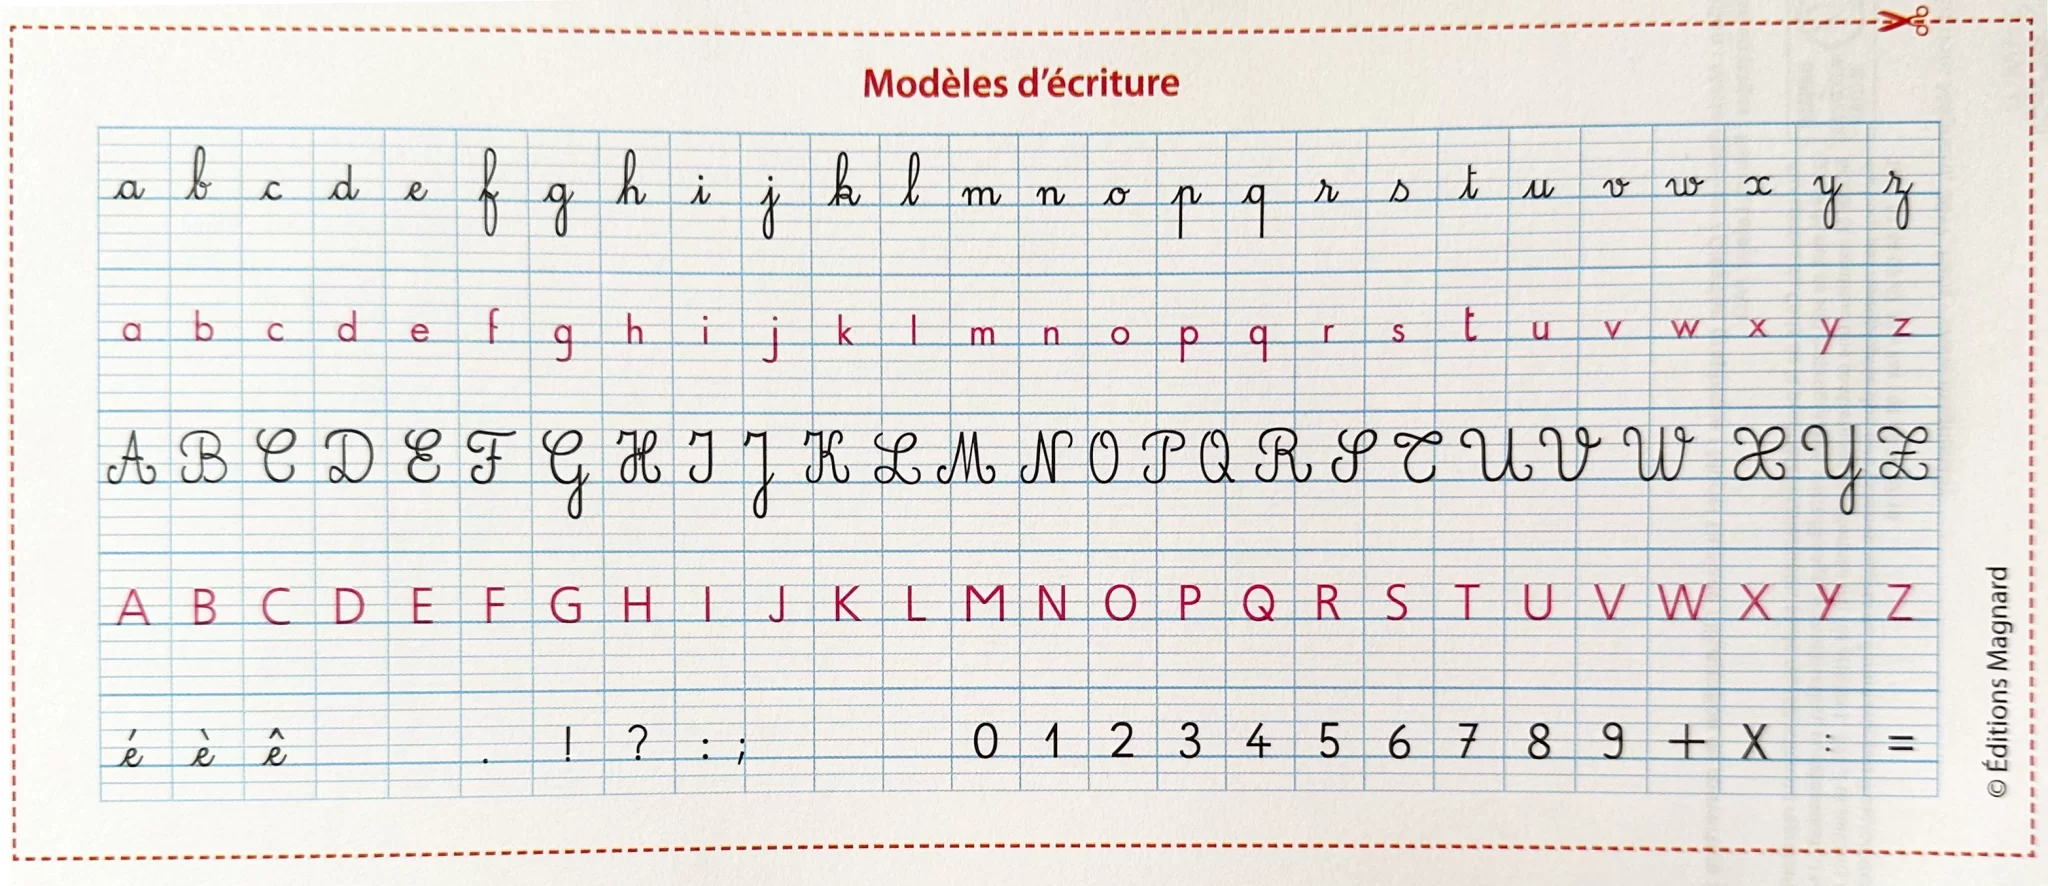 Modèles d'écriture
a b c d e f g h i j k l m n o p q r s t u v w x y z
a b c d e f g h i j k l m n o p q r s t u v w x y z
A B C D E F G H I J K L M N O P Q R S T U V W X Y Z
A B C D E F G H I J K L M N O P Q R S T U V W X Y Z
é è ê . ! ? : ; 0 1 2 3 4 5 6 7 8 9 + X : =
© Éditions Magnard